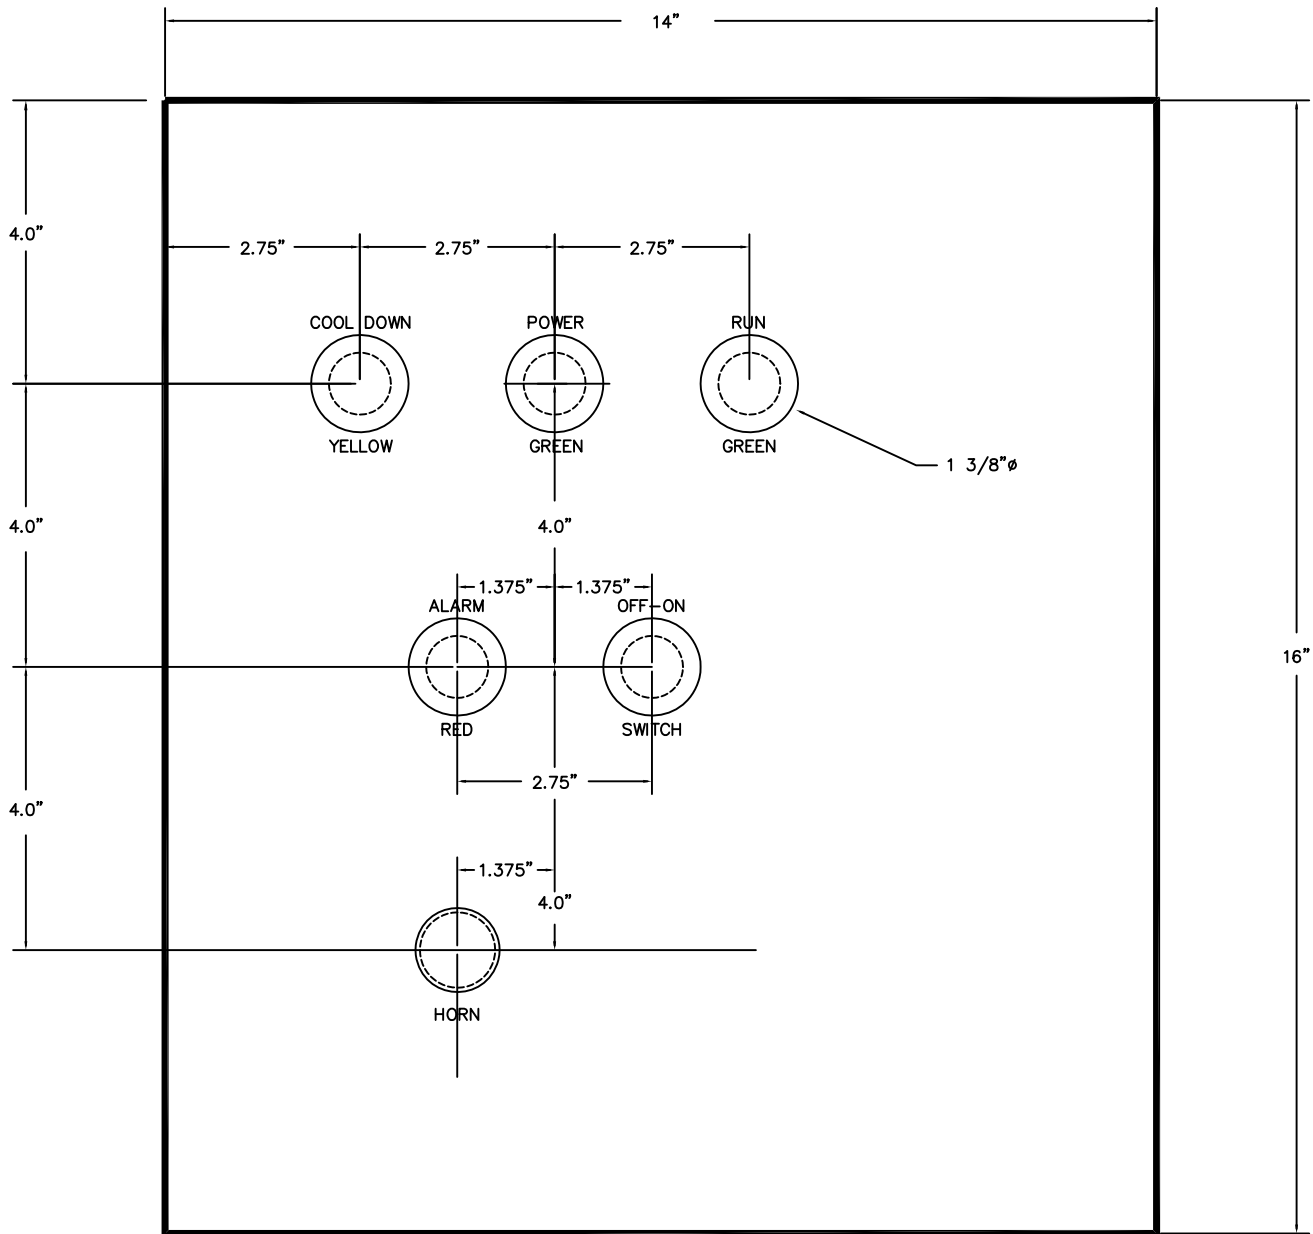 14"
4.0"
2.75" 2.75" 2.75"
COOL DOWN POWER RUN
YELLOW GREEN GREEN
1 3/8"ø
4.0" 4.0"
1.375" 1.375"
ALARM OFF-ON
16"
RED SWITCH
2.75"
4.0"
1.375"
4.0"
HORN